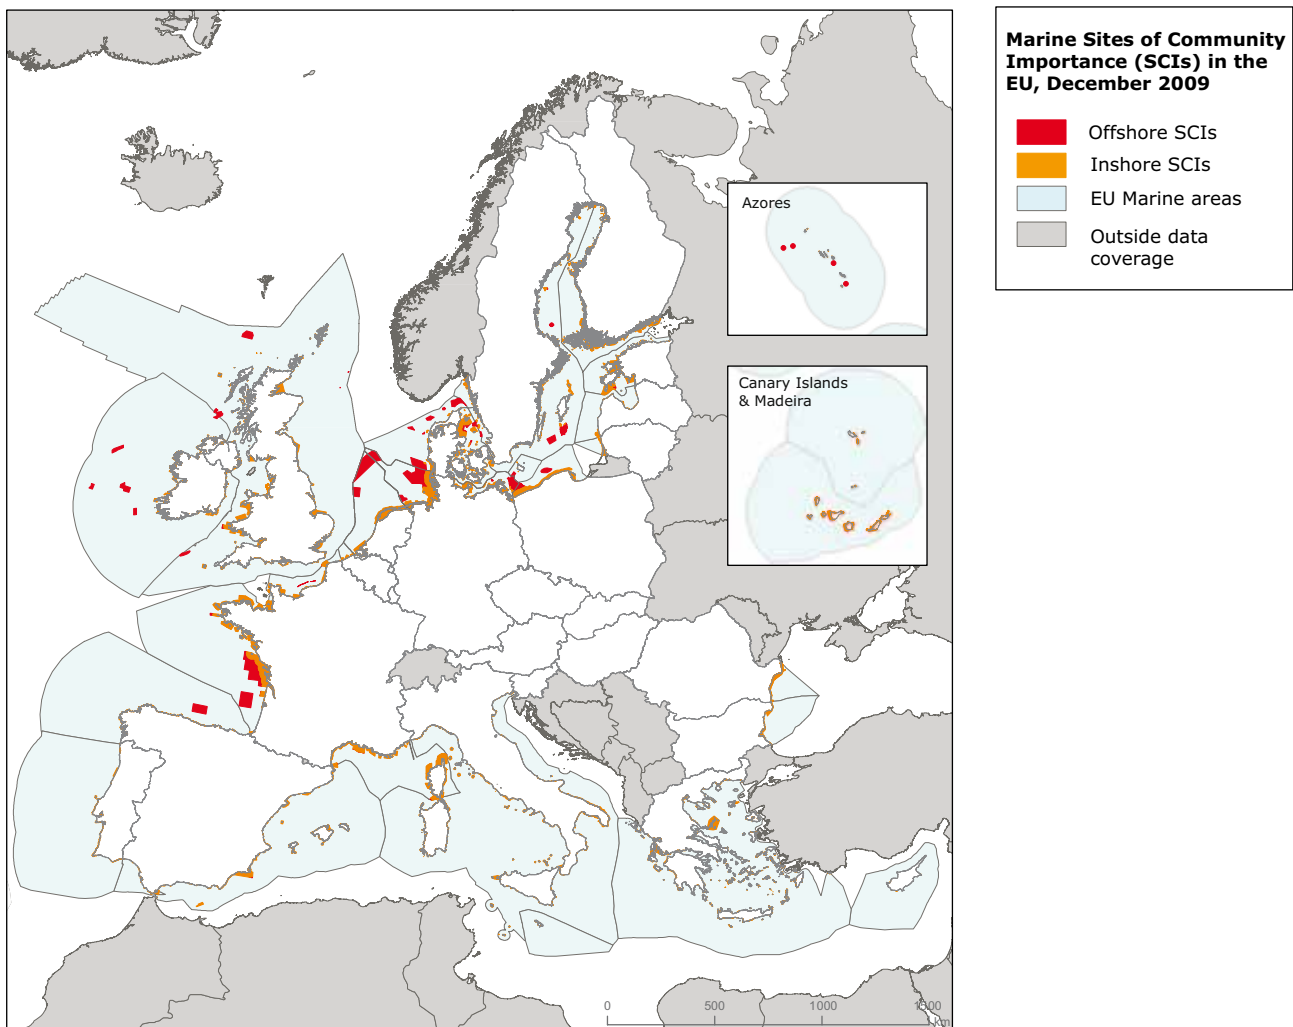 Marine Sites of Community
Importance (SCIs) in the
EU, December 2009
Offshore SCIs
Inshore SCIs
EU Marine areas
Outside data
coverage
Azores
Canary Islands
& Madeira
0 500 1000 1500
km